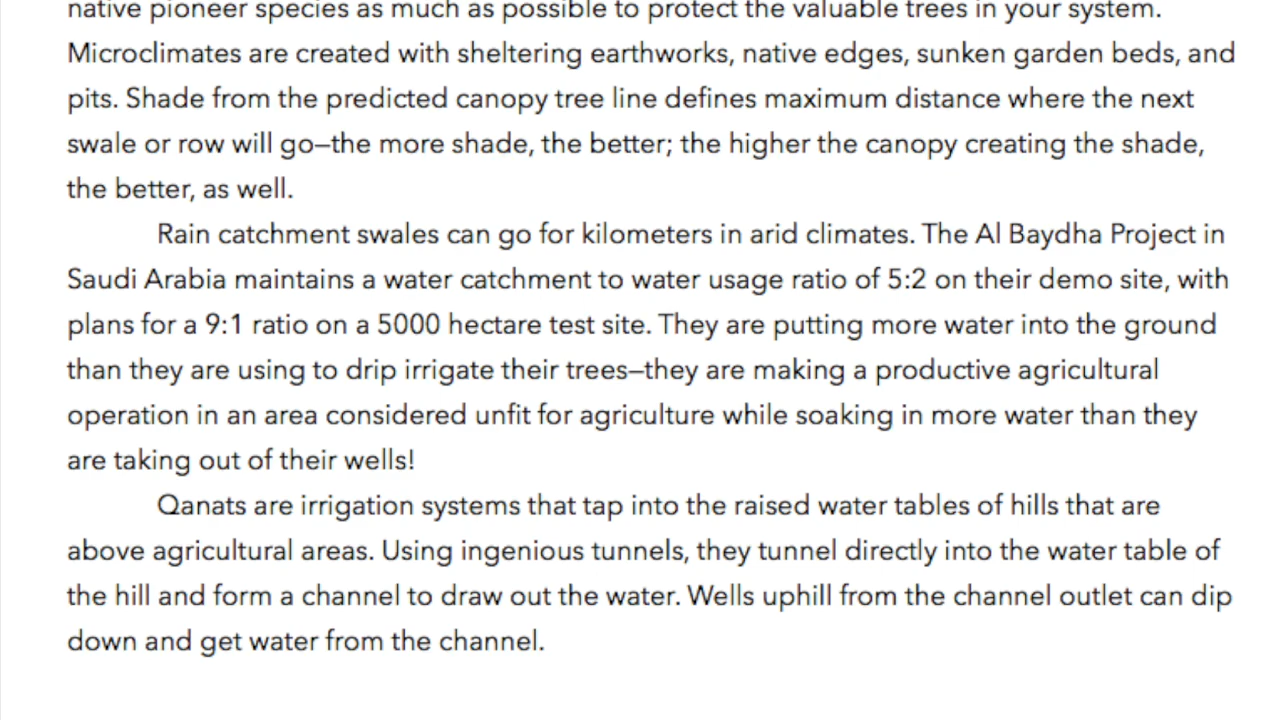 native pioneer species as much as possible to protect the valuable trees in your system.
Microclimates are created with sheltering earthworks, native edges, sunken garden beds, and
pits. Shade from the predicted canopy tree line defines maximum distance where the next
swale or row will go—the more shade, the better; the higher the canopy creating the shade,
the better, as well.
Rain catchment swales can go for kilometers in arid climates. The Al Baydha Project in
Saudi Arabia maintains a water catchment to water usage ratio of 5:2 on their demo site, with
plans for a 9:1 ratio on a 5000 hectare test site. They are putting more water into the ground
than they are using to drip irrigate their trees—they are making a productive agricultural
operation in an area considered unfit for agriculture while soaking in more water than they
are taking out of their wells!
Qanats are irrigation systems that tap into the raised water tables of hills that are
above agricultural areas. Using ingenious tunnels, they tunnel directly into the water table of
the hill and form a channel to draw out the water. Wells uphill from the channel outlet can dip
down and get water from the channel.